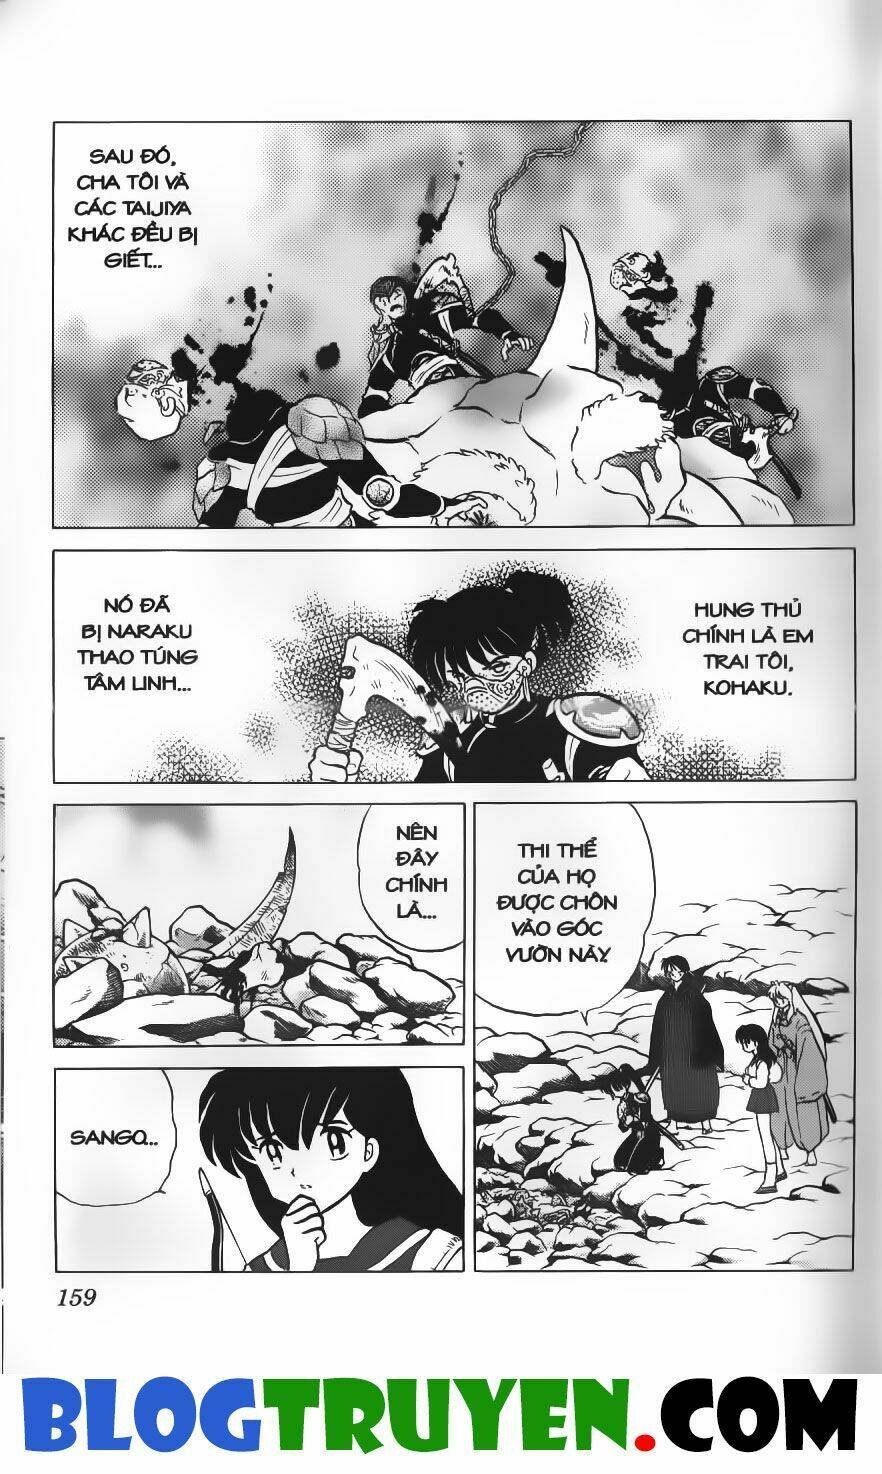 SAU ĐÓ,
CHA TÔI VÀ
CÁC TAIJIYA
KHÁC ĐỀU BỊ
GIẾT...
HUNG THỦ
CHÍNH LÀ EM
TRAI TÔI,
KOHAKU.
NÓ ĐÃ
BỊ NARAKU
THAO TÚNG
TÂM LINH...
THI THỂ
CỦA HỌ
ĐƯỢC CHÔN
VÀO GÓC
VƯỜN NÀY.
NÊN
ĐÂY
CHÍNH
LÀ...
SANGO...
159
BLOGTRUYEN.COM